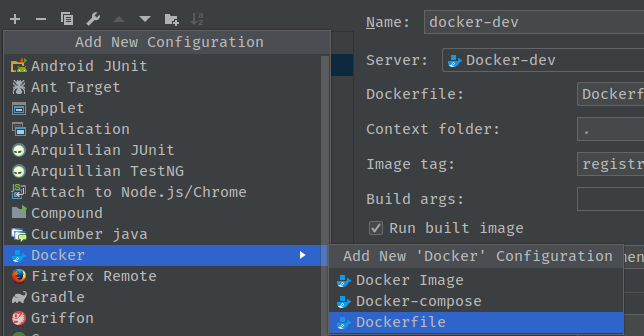 Add New Configuration
Android JUnit
Ant Target
Applet
Application
Arquillian JUnit
Arquillian TestNG
Attach to Node.js/Chrome
Compound
Cucumber java
Docker
Firefox Remote
Gradle
Griffon
Name: docker-dev
Server: Docker-dev
Dockerfile: Dockerf
Context folder: .
Image tag: registr
Build args:
Run built image
Add New 'Docker' Configuration
Docker Image
Docker-compose
Dockerfile